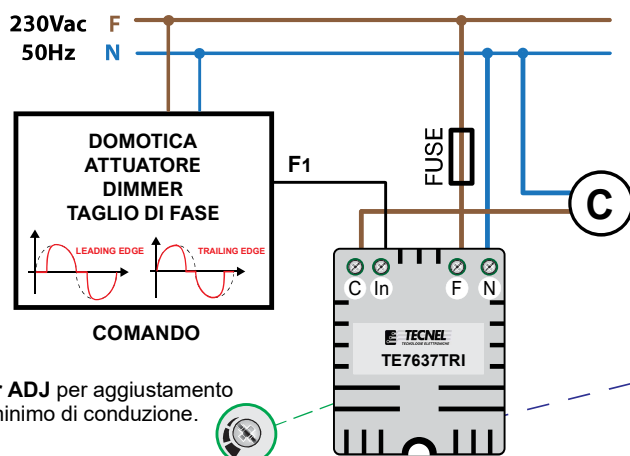 230Vac F
50Hz N
DOMOTICA
ATTUATORE
DIMMER
TAGLIO DI FASE
LEADING EDGE
TRAILING EDGE
COMANDO
F1
FUSE
C
C In F N
TECNEL
TECNOLOGIE ELETTRONICHE
TE7637TRI
ADJ per aggiustamento
minimo di conduzione.